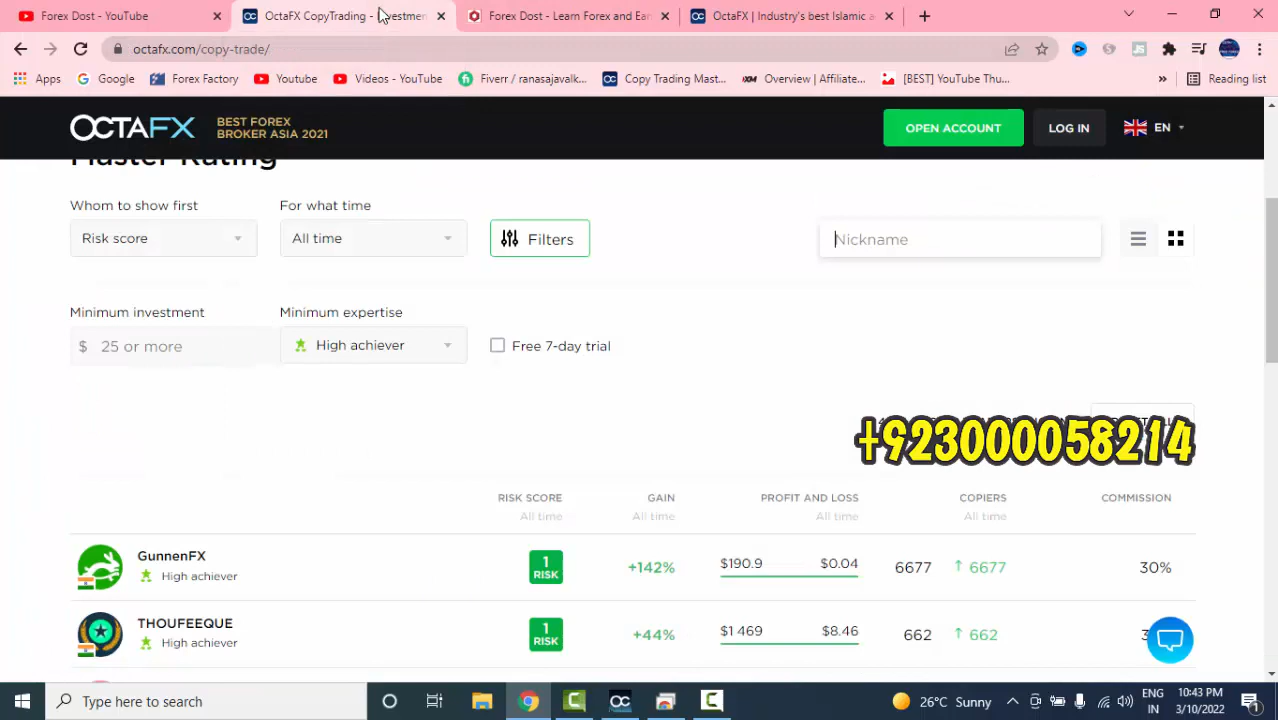 Forex Dost - YouTube
OctaFX CopyTrading - Investmen
Forex Dost - Learn Forex and Ear
OctaFX | Industry's best Islamic a
octafx.com/copy-trade/
Apps
Google
Forex Factory
Youtube
Videos - YouTube
Fiverr / ranasajavalk...
Copy Trading Mast...
XM
Overview | Affiliate...
[BEST] YouTube Thu...
»
Reading list
OCTAFX
BEST FOREX
BROKER ASIA 2021
OPEN ACCOUNT
LOG IN
EN
Master Rating
Whom to show first
For what time
Risk score
All time
Filters
Nickname
Minimum investment
Minimum expertise
$ 25 or more
High achiever
Free 7-day trial
+923000058214
RISK SCORE
GAIN
PROFIT AND LOSS
COPIERS
COMMISSION
All time
All time
All time
All time
GunnenFX
High achiever
1
RISK
+142%
$190.9
$0.04
6677
↑ 6677
30%
THOUFEEQUE
High achiever
1
RISK
+44%
$1 469
$8.46
662
↑ 662
Type here to search
26°C Sunny
ENG
IN
10:43 PM
3/10/2022
1